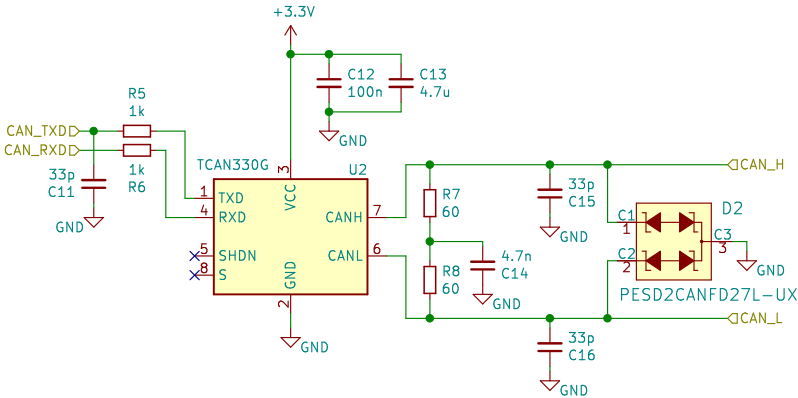 +3.3V
C12
100n
C13
4.7u
GND
R5
1k
CAN_TXD
CAN_RXD
1k
R6
33p
C11
GND
TCAN330G
U2
3
VCC
1
TXD
4
RXD
5
SHDN
8
S
CANH
7
CANL
6
GND
2
GND
R7
60
R8
60
4.7n
C14
GND
33p
C15
GND
33p
C16
GND
CAN_H
C1
1
C2
2
D2
C3
3
GND
PESD2CANFD27L-UX
CAN_L